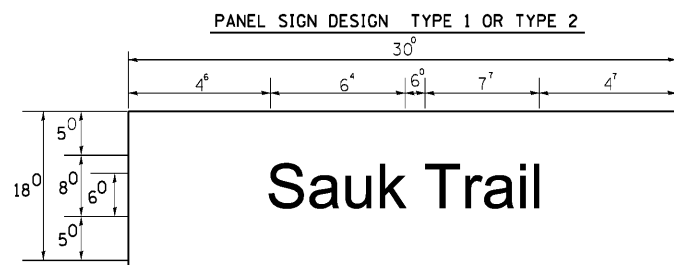 PANEL SIGN DESIGN TYPE 1 OR TYPE 2
30⁰
4⁶ 6⁴ 6⁰ 7⁷ 4⁷
5⁰
18⁰ 8⁰ 6⁰ Sauk Trail
5⁰